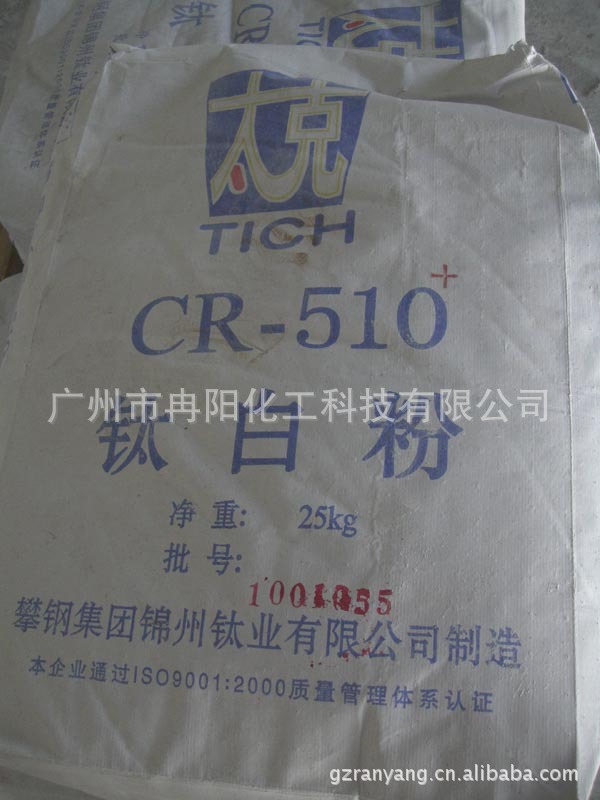 太克
TICH
CR-510+
广州市冉阳化工科技有限公司
钛白粉
净重: 25kg
批号:
1001055
攀钢集团锦州钛业有限公司制造
本企业通过ISO9001:2000质量管理体系认证
gzranyang.cn.alibaba.com